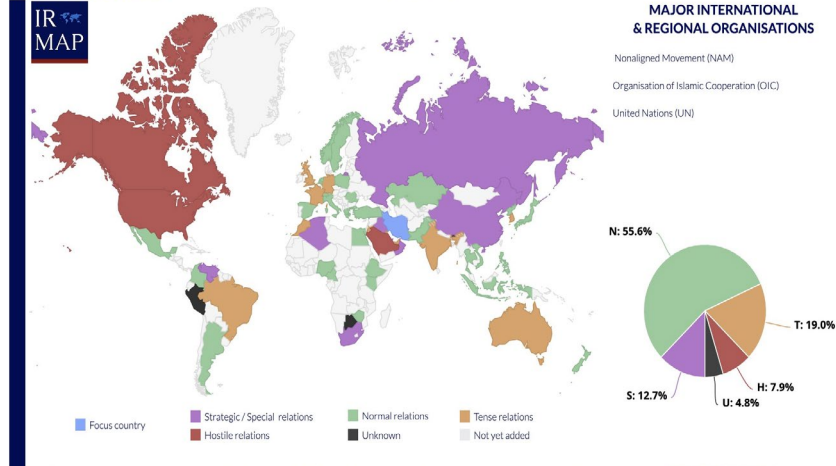 IR
MAP
MAJOR INTERNATIONAL
& REGIONAL ORGANISATIONS
Nonaligned Movement (NAM)
Organisation of Islamic Cooperation (OIC)
United Nations (UN)
N: 55.6%
T: 19.0%
H: 7.9%
U: 4.8%
S: 12.7%
Focus country
Strategic / Special relations
Hostile relations
Normal relations
Unknown
Tense relations
Not yet added